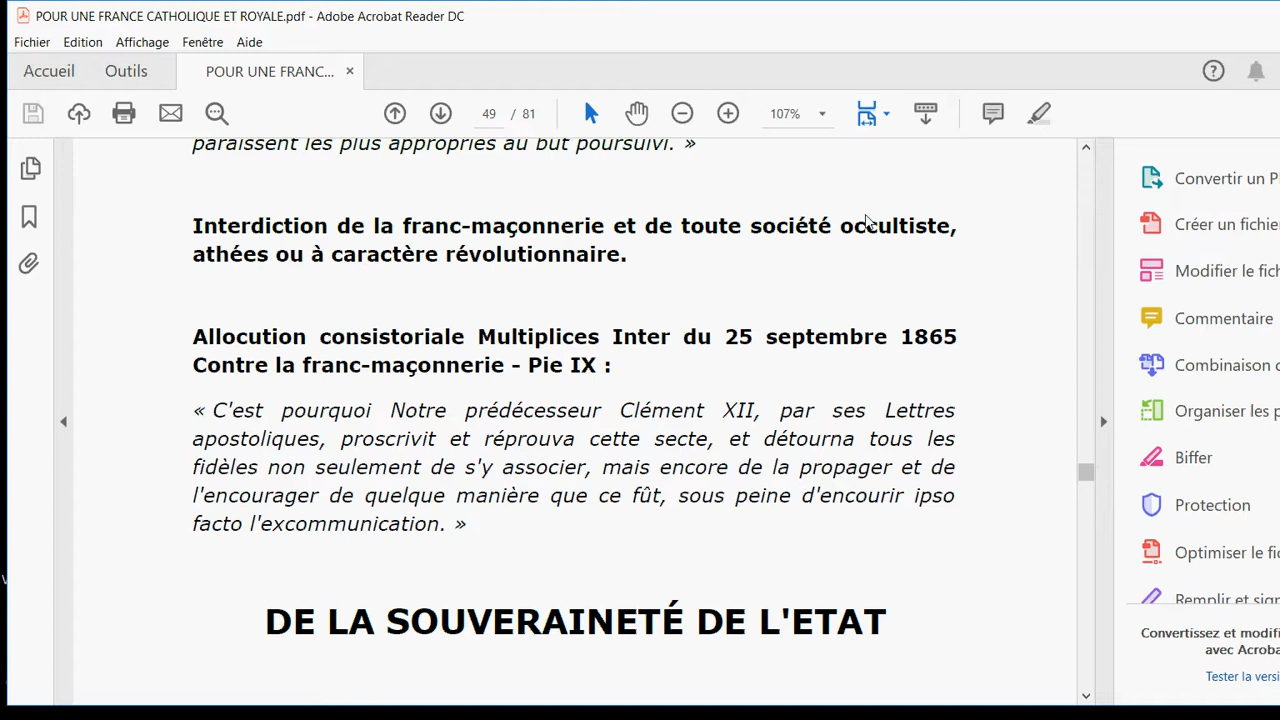 POUR UNE FRANCE CATHOLIQUE ET ROYALE.pdf - Adobe Acrobat Reader DC
Fichier Edition Affichage Fenêtre Aide
Accueil Outils POUR UNE FRANC... ×
49 / 81 107%
paraissent les plus appropriés au but poursuivi. »
Interdiction de la franc-maçonnerie et de toute société occultiste,
athées ou à caractère révolutionnaire.
Allocution consistoriale Multiplices Inter du 25 septembre 1865
Contre la franc-maçonnerie - Pie IX :
« C'est pourquoi Notre prédécesseur Clément XII, par ses Lettres
apostoliques, proscrivit et réprouva cette secte, et détourna tous les
fidèles non seulement de s'y associer, mais encore de la propager et de
l'encourager de quelque manière que ce fût, sous peine d'encourir ipso
facto l'excommunication. »
DE LA SOUVERAINETÉ DE L'ETAT
Convertir un P
Créer un fichie
Modifier le fich
Commentaire
Combinaison d
Organiser les p
Biffer
Protection
Optimiser le fic
Remplir et sign
Convertissez et modifi
avec Acroba
Tester la versi